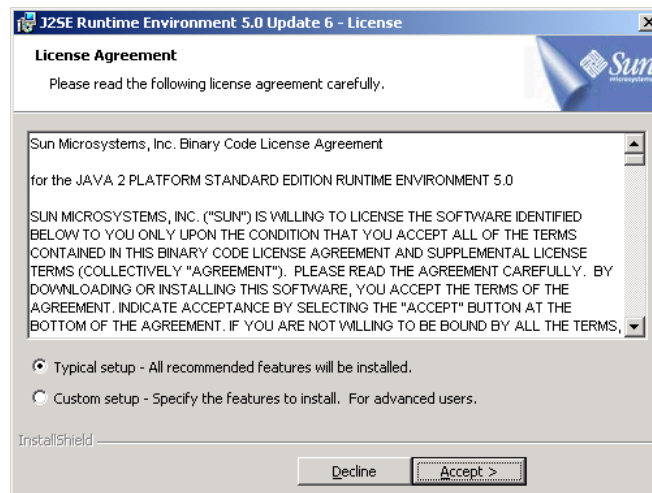 J2SE Runtime Environment 5.0 Update 6 - License
License Agreement
Please read the following license agreement carefully.
Sun
microsystems
Sun Microsystems, Inc. Binary Code License Agreement
for the JAVA 2 PLATFORM STANDARD EDITION RUNTIME ENVIRONMENT 5.0
SUN MICROSYSTEMS, INC. ("SUN") IS WILLING TO LICENSE THE SOFTWARE IDENTIFIED
BELOW TO YOU ONLY UPON THE CONDITION THAT YOU ACCEPT ALL OF THE TERMS
CONTAINED IN THIS BINARY CODE LICENSE AGREEMENT AND SUPPLEMENTAL LICENSE
TERMS (COLLECTIVELY "AGREEMENT"). PLEASE READ THE AGREEMENT CAREFULLY. BY
DOWNLOADING OR INSTALLING THIS SOFTWARE, YOU ACCEPT THE TERMS OF THE
AGREEMENT. INDICATE ACCEPTANCE BY SELECTING THE "ACCEPT" BUTTON AT THE
BOTTOM OF THE AGREEMENT. IF YOU ARE NOT WILLING TO BE BOUND BY ALL THE TERMS,
Typical setup - All recommended features will be installed.
Custom setup - Specify the features to install. For advanced users.
InstallShield
Decline
Accept >